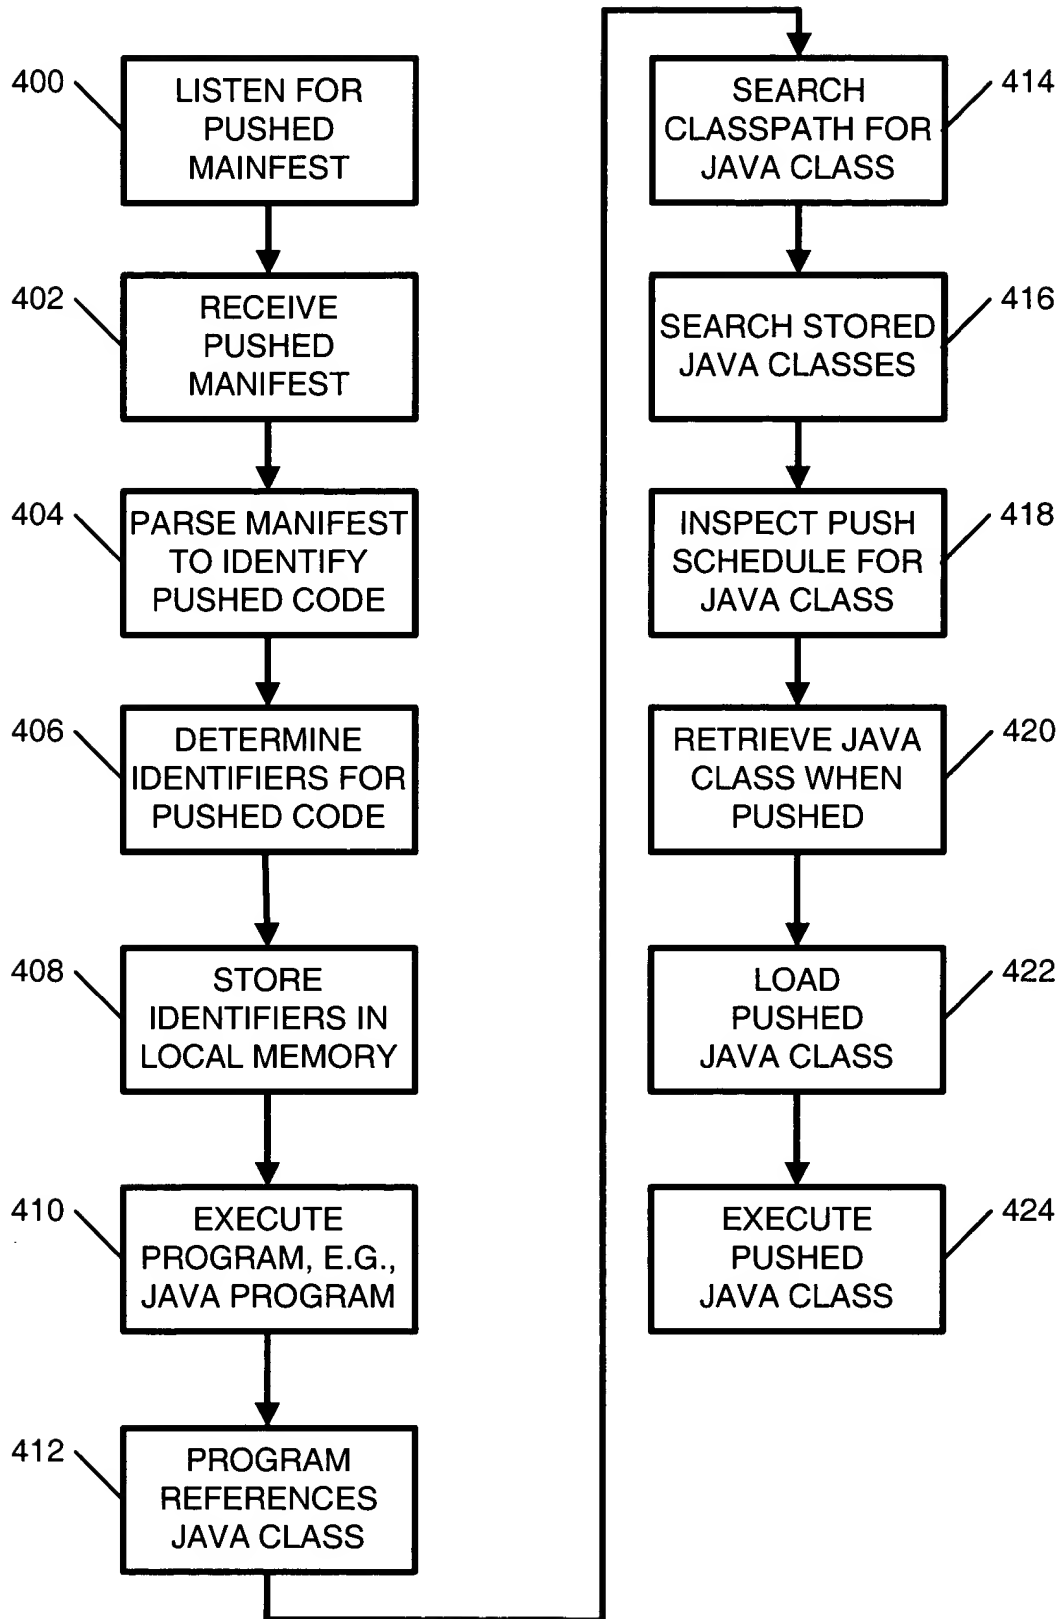 400
LISTEN FOR
PUSHED
MAINFEST
402
RECEIVE
PUSHED
MANIFEST
404
PARSE MANIFEST
TO IDENTIFY
PUSHED CODE
406
DETERMINE
IDENTIFIERS FOR
PUSHED CODE
408
STORE
IDENTIFIERS IN
LOCAL MEMORY
410
EXECUTE
PROGRAM, E.G.,
JAVA PROGRAM
412
PROGRAM
REFERENCES
JAVA CLASS
SEARCH
CLASSPATH FOR
JAVA CLASS
414
SEARCH STORED
JAVA CLASSES
416
INSPECT PUSH
SCHEDULE FOR
JAVA CLASS
418
RETRIEVE JAVA
CLASS WHEN
PUSHED
420
LOAD
PUSHED
JAVA CLASS
422
EXECUTE
PUSHED
JAVA CLASS
424